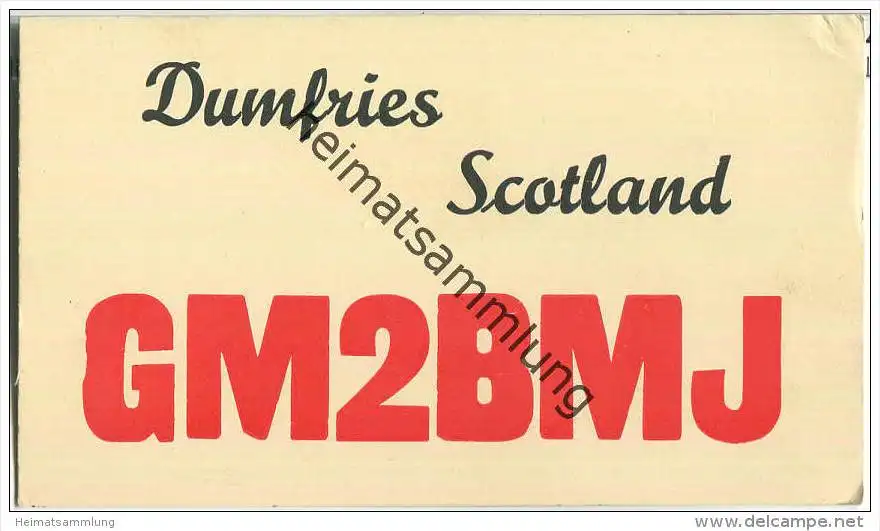 Dumfries
Scotland
heimatsammlung
GM2BMJ
Heimatsammlung
www.delcampe.net